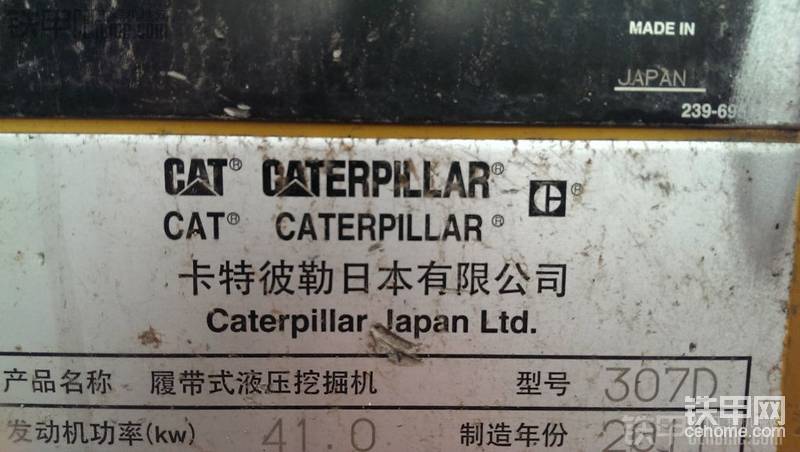 MADE IN
JAPAN
CAT® CATERPILLAR®
CAT® CATERPILLAR®
卡特彼勒日本有限公司
Caterpillar Japan Ltd.
产品名称 履带式液压挖掘机 型号 307D
发动机功率(kw) 41.0 制造年份
铁甲网
cehome.com